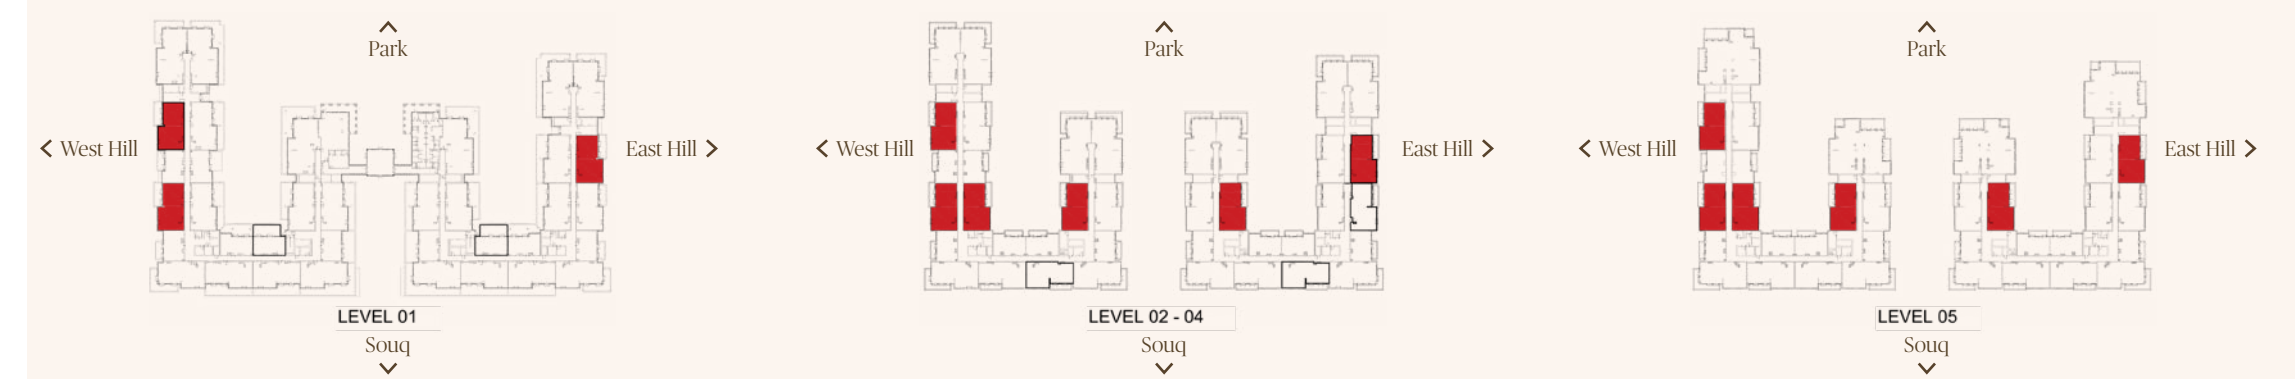 Park
West Hill
East Hill
LEVEL 01
Souq
Park
West Hill
East Hill
LEVEL 02 - 04
Souq
Park
West Hill
East Hill
LEVEL 05
Souq